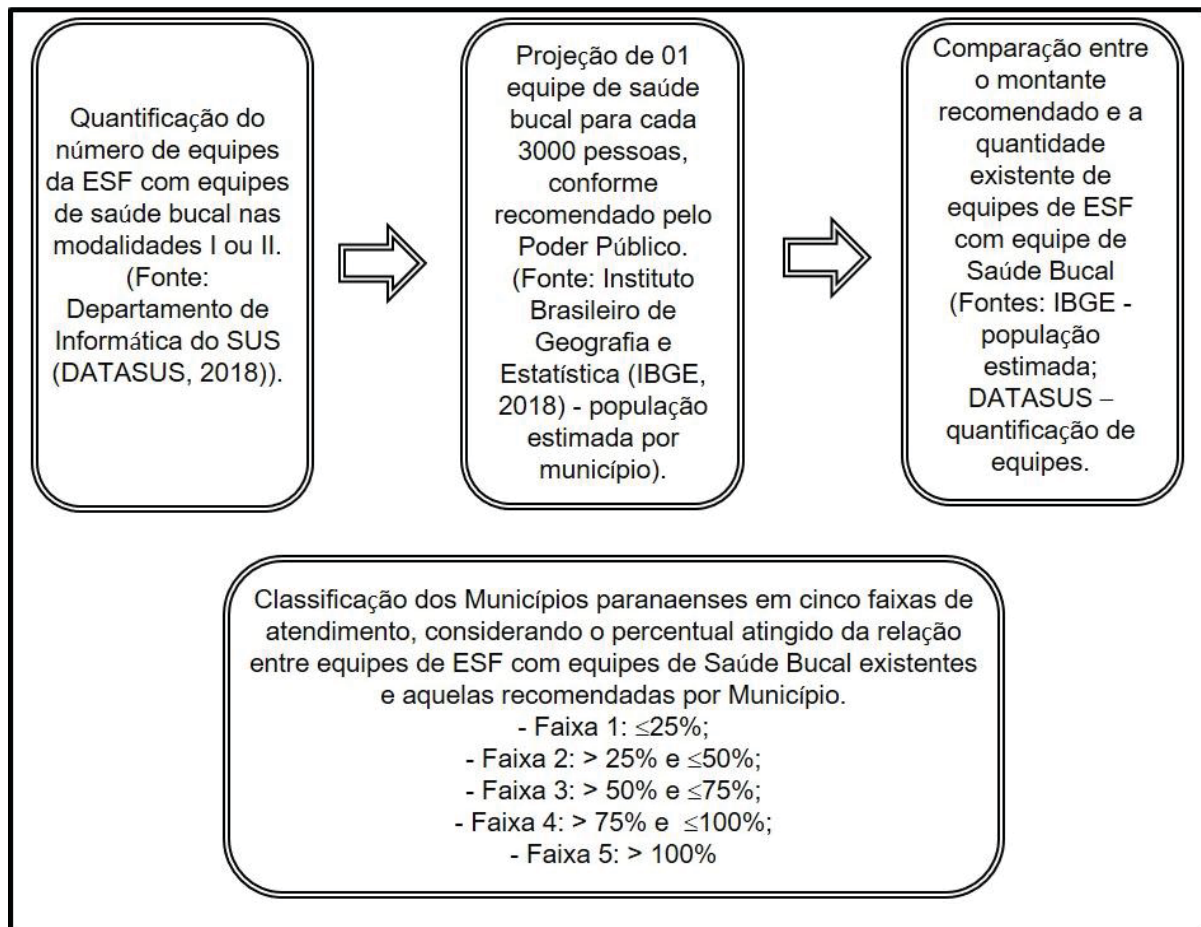 Quantificação do
número de equipes
da ESF com equipes
de saúde bucal nas
modalidades I ou II.
(Fonte:
Departamento de
Informática do SUS
(DATASUS, 2018)).
Projeção de 01
equipe de saúde
bucal para cada
3000 pessoas,
conforme
recomendado pelo
Poder Público.
(Fonte: Instituto
Brasileiro de
Geografia e
Estatística (IBGE,
2018) - população
estimada por
município).
Comparação entre
o montante
recomendado e a
quantidade
existente de
equipes de ESF
com equipe de
Saúde Bucal
(Fontes: IBGE -
população
estimada;
DATASUS –
quantificação de
equipes.
Classificação dos Municípios paranaenses em cinco faixas de
atendimento, considerando o percentual atingido da relação
entre equipes de ESF com equipes de Saúde Bucal existentes
e aquelas recomendadas por Município.
- Faixa 1: ≤25%;
- Faixa 2: > 25% e ≤50%;
- Faixa 3: > 50% e ≤75%;
- Faixa 4: > 75% e ≤100%;
- Faixa 5: > 100%